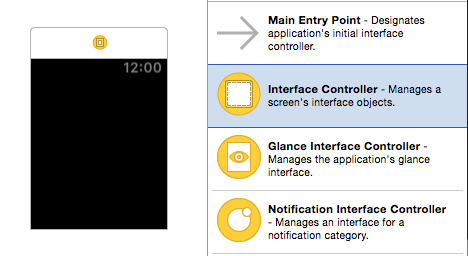 12:00
Main Entry Point - Designates
application's initial interface
controller.
Interface Controller - Manages a
screen's interface objects.
Glance Interface Controller -
Manages the application's glance
interface.
Notification Interface Controller
- Manages an interface for a
notification category.